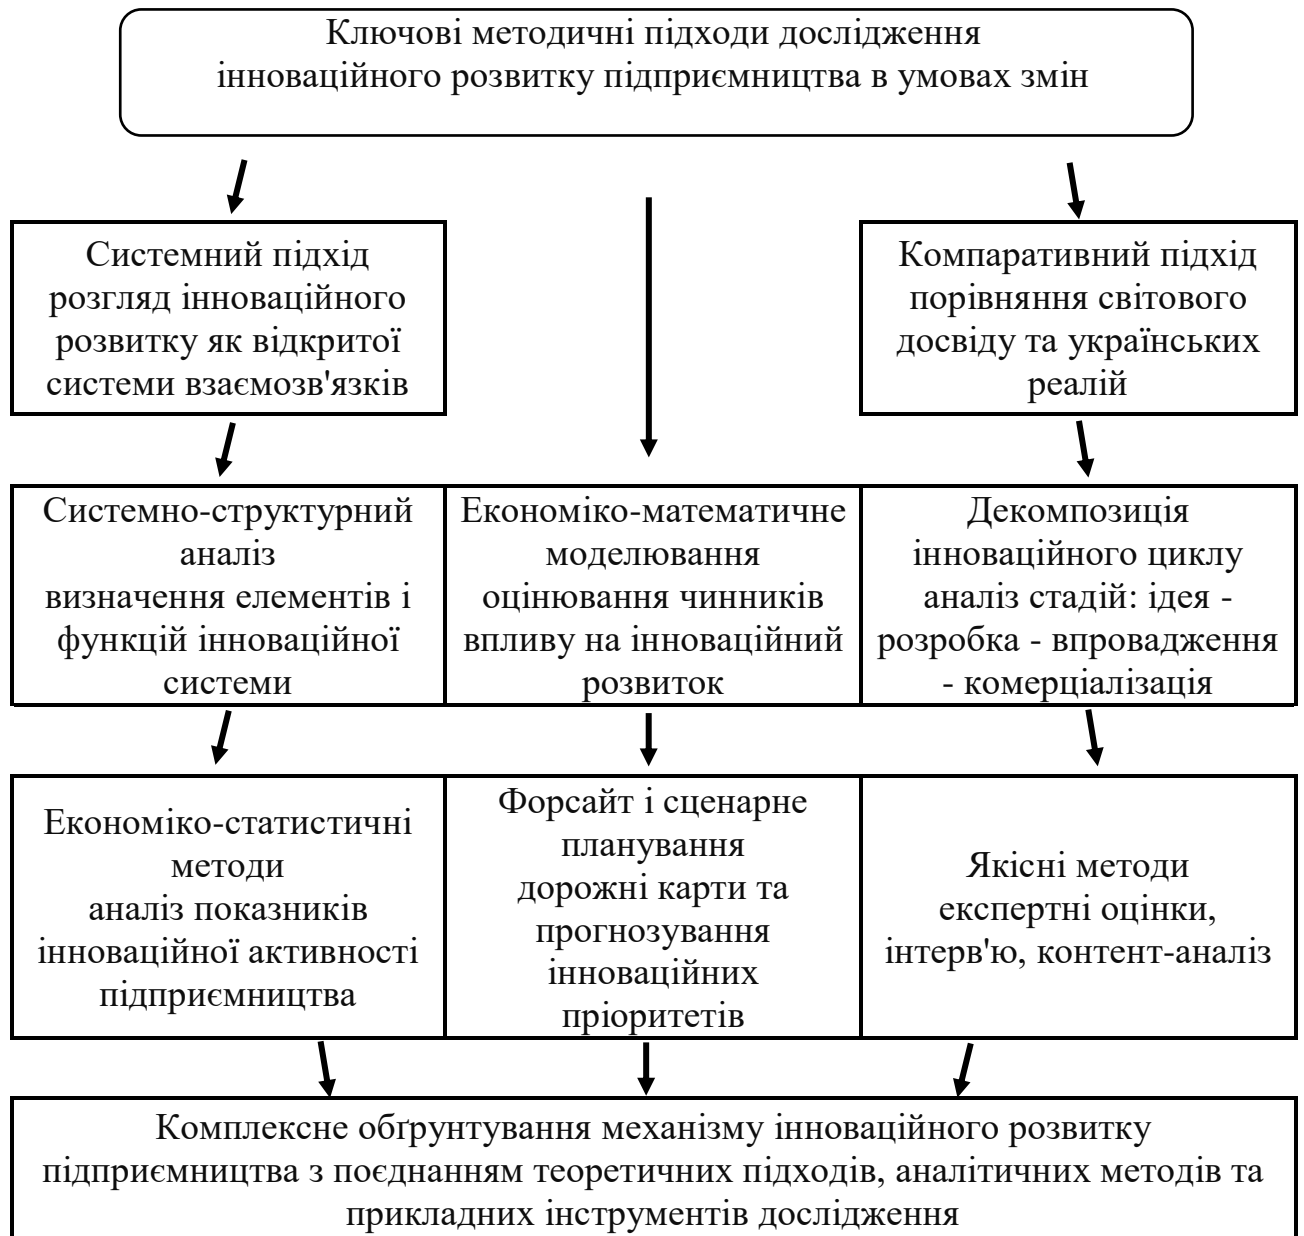 Ключові методичні підходи дослідження
інноваційного розвитку підприємництва в умовах змін
Системний підхід
розгляд інноваційного
розвитку як відкритої
системи взаємозв'язків
Компаративний підхід
порівняння світового
досвіду та українських
реалій
Системно-структурний
аналіз
визначення елементів і
функцій інноваційної
системи
Економіко-математичне
моделювання
оцінювання чинників
впливу на інноваційний
розвиток
Декомпозиція
інноваційного циклу
аналіз стадій: ідея -
розробка - впровадження
- комерціалізація
Економіко-статистичні
методи
аналіз показників
інноваційної активності
підприємництва
Форсайт і сценарне
планування
дорожні карти та
прогнозування
інноваційних
пріоритетів
Якісні методи
експертні оцінки,
інтерв'ю, контент-аналіз
Комплексне обґрунтування механізму інноваційного розвитку
підприємництва з поєднанням теоретичних підходів, аналітичних методів та
прикладних інструментів дослідження